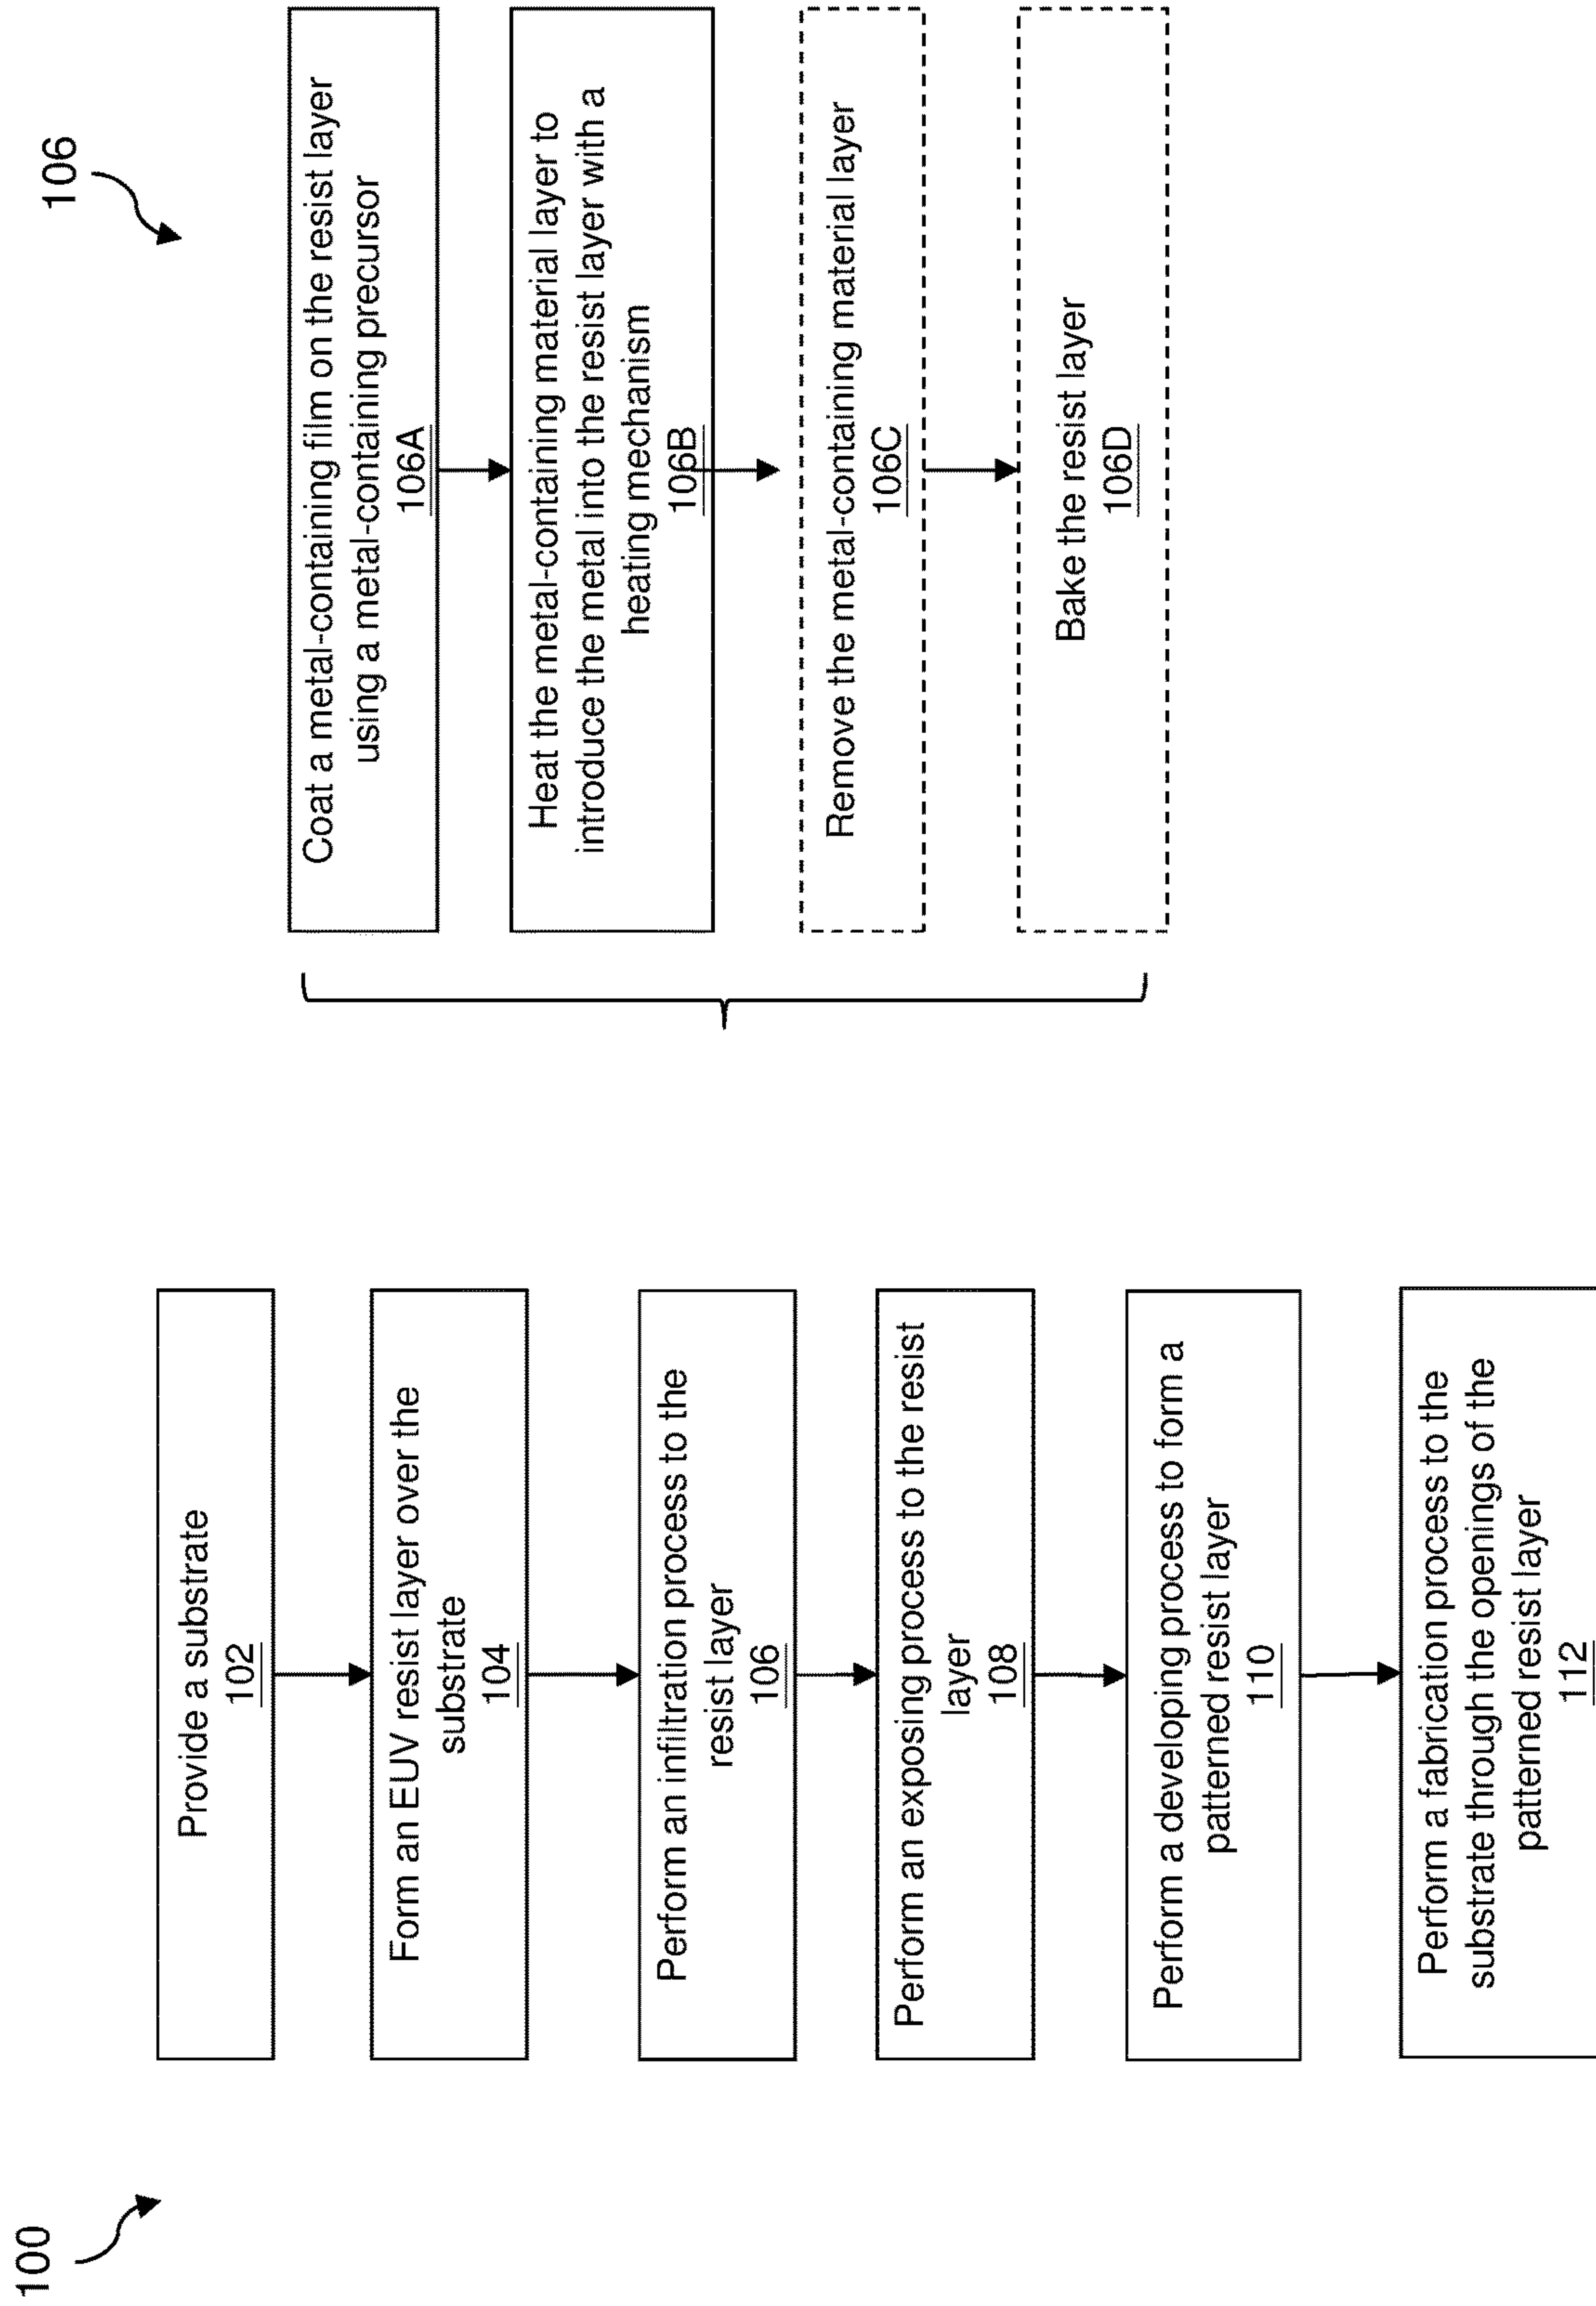 100
Provide a substrate
102
Form an EUV resist layer over the
substrate
104
Perform an infiltration process to the
resist layer
106
Perform an exposing process to the resist
layer
108
Perform a developing process to form a
patterned resist layer
110
Perform a fabrication process to the
substrate through the openings of the
patterned resist layer
112
106
Coat a metal-containing film on the resist layer
using a metal-containing precursor
106A
Heat the metal-containing material layer to
introduce the metal into the resist layer with a
heating mechanism
106B
Remove the metal-containing material layer
106C
Bake the resist layer
106D